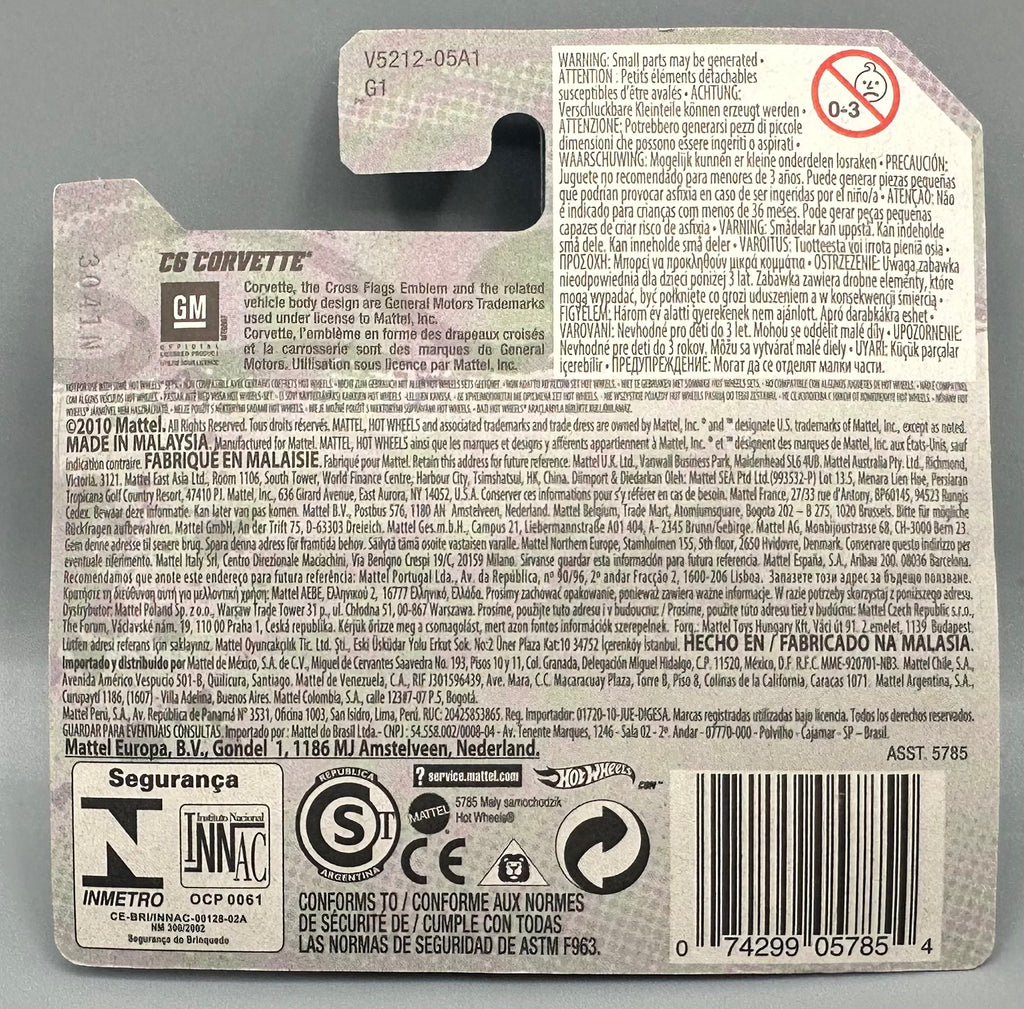 V5212-05A1
G1
WARNING: Small parts may be generated •
ATTENTION : Petits éléments détachables
susceptibles d'être avalés • ACHTUNG:
Verschluckbare Kleinteile können erzeugt werden •
ATTENZIONE: Potrebbero generarsi pezzi di piccole
dimensioni che possono essere ingeriti o aspirati •
WAARSCHUWING: Mogelijk kunnen er kleine onderdelen losraken • PRECAUCIÓN:
Juguete no recomendado para menores de 3 años. Puede generar piezas pequeñas
que podrían provocar asfixia en caso de ser ingeridas por el niño/a • ATENÇÃO: Não
é indicado para crianças com menos de 36 meses. Pode gerar peças pequenas
capazes de criar risco de asfixia • VARNING: Smådelar kan uppstå. Kan indeholde
små dele. Kan inneholde små deler • VAROITUS: Tuotteesta voi irrota pieniä osia •
ΠΡΟΣΟΧΗ: Μπορεί να προκληθούν μικρά κομμάτια • OSTRZEŻENIE: Uwaga, zabawka
nieodpowiednia dla dzieci poniżej 3 lat. Zabawka zawiera drobne elementy, które
mogą wypadać, być połknięte co grozi uduszeniem a w konsekwencji śmiercią •
FIGYELEM: Három év alatti gyerekenek nem ajánlott. Apró darabkákra eshet •
VAROVÁNÍ: Nevhodné pro děti do 3 let. Mohou se oddělit malé díly • UPOZORNENIE:
Nevhodné pre deti do 3 rokov. Môžu sa vytvárať malé diely • UYARI: Küçük parçalar
içerebilir • ПРЕДУПРЕЖДЕНИЕ: Могат да се отделят малки части.
0-3
30411N
C6 CORVETTE
GM
OFFICIAL
LICENSED PRODUCT
Corvette, the Cross Flags Emblem and the related
vehicle body design are General Motors Trademarks
used under license to Mattel, Inc.
Corvette, l'emblème en forme des drapeaux croisés
et la carrosserie sont des marques de General
Motors. Utilisation sous licence par Mattel, Inc.
NOT FOR USE WITH SOME HOT WHEELS® SETS.
©2010 Mattel. All Rights Reserved. Tous droits réservés. MATTEL, HOT WHEELS and associated trademarks and trade dress are owned by Mattel, Inc. ® and ™ designate U.S. trademarks of Mattel, Inc., except as noted.
MADE IN MALAYSIA. Manufactured for Mattel. MATTEL, HOT WHEELS ainsi que les marques et designs y afférents appartiennent à Mattel, Inc. ® et ™ désignent des marques de Mattel, Inc. aux États-Unis, sauf
indication contraire. FABRIQUÉ EN MALAISIE. Fabriqué pour Mattel. Retain this address for future reference. Mattel U.K. Ltd., Vanwall Business Park, Maidenhead SL6 4UB. Mattel Australia Pty. Ltd., Richmond,
Victoria. 3121. Mattel East Asia Ltd., Room 1106, South Tower, World Finance Centre, Harbour City, Tsimshatsui, HK, China. Diimport & Diedarkan Oleh: Mattel SEA Ptd Ltd.(993532-P) Lot 13.5, Menara Lien Hoe, Persiaran
Tropicana Golf Country Resort, 47410 PJ. Mattel, Inc., 636 Girard Avenue, East Aurora, NY 14052, U.S.A. Conserver ces informations pour s'y référer en cas de besoin. Mattel France, 27/33 rue d'Antony, BP60145, 94523 Rungis
Cedex. Bewaar deze informatie. Kan later van pas komen. Mattel B.V., Postbus 576, 1180 AN Amstelveen, Nederland. Mattel Belgium, Trade Mart, Atomiumsquare, Bogota 202 – B 275, 1020 Brussels. Bitte für mögliche
Rückfragen aufbewahren. Mattel GmbH, An der Trift 75, D-63303 Dreieich. Mattel Ges.m.b.H., Campus 21, Liebermannstraße A01 404, A- 2345 Brunn/Gebirge. Mattel AG, Monbijoustrasse 68, CH-3000 Bern 23.
Gem denne adresse til senere brug. Spara denna adress för framtida behov. Säilytä tämä osoite vastaisen varalle. Mattel Northern Europe, Stamholmen 155, 5th floor, 2650 Hvidovre, Denmark. Conservare questo indirizzo per
eventuale riferimento. Mattel Italy Srl, Centro Direzionale Maciachini, Via Benigno Crespi 19/C, 20159 Milano. Sírvanse guardar esta información para futura referencia. Mattel España, S.A., Aribau 200. 08036 Barcelona.
Recomendamos que anote este endereço para futura referência: Mattel Portugal Lda., Av. da República, nº 90/96, 2º andar Fracção 2, 1600-206 Lisboa. Запазете този адрес за бъдещо ползване.
Κρατήστε τη διεύθυνση αυτή για μελλοντική χρήση: Mattel AEBE, Ελληνικού 2, 16777 Ελληνικό, Ελλάδα. Prosimy zachować opakowanie, ponieważ zawiera ważne informacje. W razie potrzeby skorzystaj z poniższego adresu.
Dystrybutor: Mattel Poland Sp. z o.o., Warsaw Trade Tower 31 p., ul. Chłodna 51, 00-867 Warszawa. Prosíme, použijte tuto adresu i v budoucnu: / Prosíme, použite túto adresu tiež v budúcnu: Mattel Czech Republic s.r.o.,
The Forum, Václavské nám. 19, 110 00 Praha 1, Česká republika. Kérjük őrizze meg a csomagolást, mert azon fontos információk szerepelnek. Forg.: Mattel Toys Hungary Kft, Váci út 91. 2.emelet, 1139 Budapest.
Lütfen adresi referans için saklayınız. Mattel Oyuncakçılık Tic. Ltd. Şti., Eski Üsküdar Yolu Erkut Sok. No:2 Üner Plaza Kat:10 34752 İçerenköy İstanbul. HECHO EN / FABRICADO NA MALASIA.
Importado y distribuido por Mattel de México, S.A. de C.V., Miguel de Cervantes Saavedra No. 193, Pisos 10 y 11, Col. Granada, Delegación Miguel Hidalgo, C.P. 11520, México, D.F. R.F.C. MME-920701-NB3. Mattel Chile, S.A.,
Avenida Américo Vespucio 501-B, Quilicura, Santiago. Mattel de Venezuela, C.A., RIF J301596439, Ave. Mara, C.C. Macaracuay Plaza, Torre B, Piso 8, Colinas de la California, Caracas 1071. Mattel Argentina, S.A.,
Curupaytí 1186, (1607) - Villa Adelina, Buenos Aires. Mattel Colombia, S.A., calle 123#7-07 P.5, Bogotá.
Mattel Perú, S.A., Av. República de Panamá N° 3531, Oficina 1003, San Isidro, Lima, Perú. RUC: 20425853865. Reg. Importador: 01720-10-JUE-DIGESA. Marcas registradas utilizadas bajo licencia. Todos los derechos reservados.
GUARDAR PARA EVENTUAIS CONSULTAS. Importado por : Mattel do Brasil Ltda.- CNPJ : 54.558.002/0008-04 - Av. Tenente Marques, 1246 - Sala 02 - 2º. Andar - 07770-000 - Polvilho - Cajamar - SP – Brasil.
Mattel Europa, B.V., Gondel 1, 1186 MJ Amstelveen, Nederland.
ASST. 5785
Segurança
INMETRO
Instituto Nacional
INNAC
OCP 0061
CE-BRI/INNAC-00128-02A
NM 300/2002
Segurança do Brinquedo
REPUBLICA
S
ARGENTINA
? service.mattel.com
HOT WHEELS .COM™
MATTEL
5785 Mały samochodzik
Hot Wheels®
CE
CONFORMS TO / CONFORME AUX NORMES
DE SÉCURITÉ DE / CUMPLE CON TODAS
LAS NORMAS DE SEGURIDAD DE ASTM F963.
0 74299 05785 4